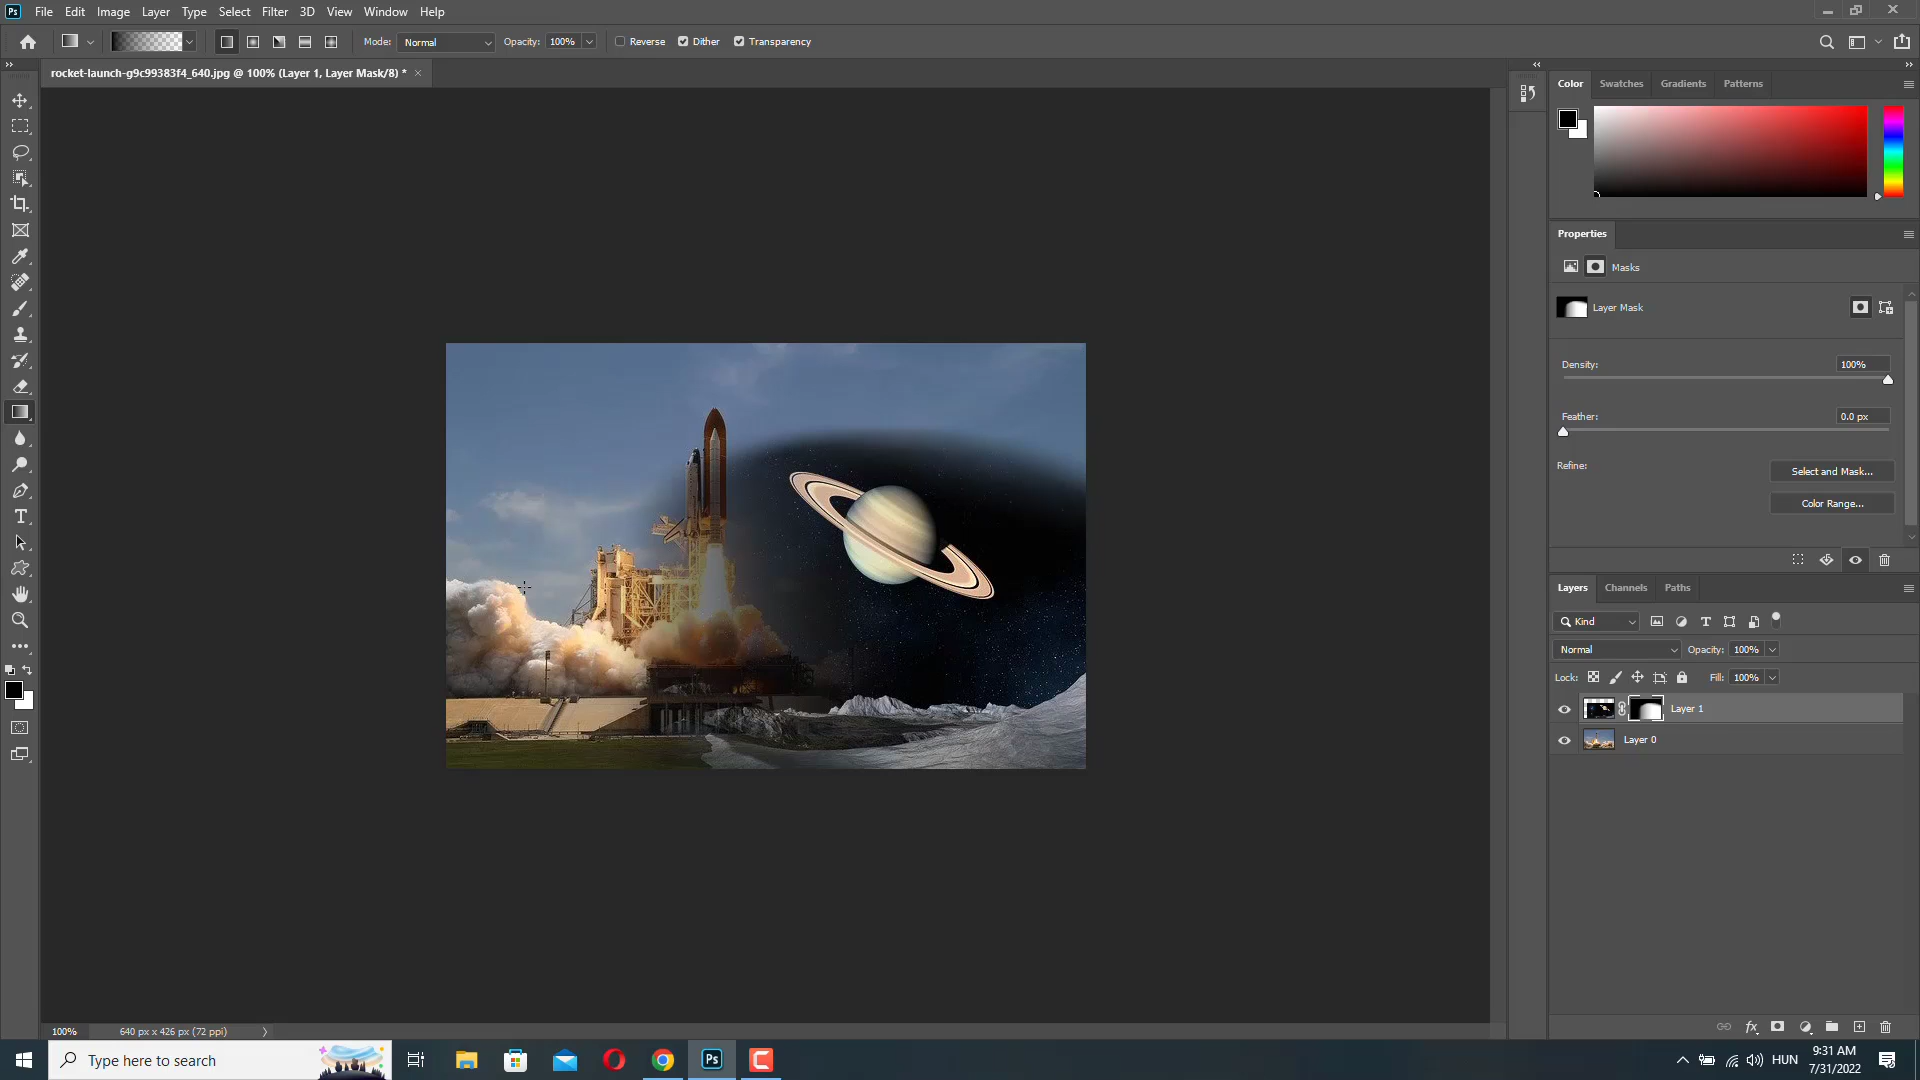 Ps File Edit Image Layer Type Select Filter 3D View Window Help
Mode: Normal Opacity: 100% Reverse Dither Transparency
rocket-launch-g9c99383f4_640.jpg @ 100% (Layer 1, Layer Mask/8) *
Color Swatches Gradients Patterns
Properties
Masks
Layer Mask
Density: 100%
Feather: 0.0 px
Refine: Select and Mask...
Color Range...
Layers Channels Paths
Kind
Normal Opacity: 100%
Lock: Fill: 100%
Layer 1
Layer 0
100% 640 px x 426 px (72 ppi)
Type here to search
Ps
HUN
9:31 AM
7/31/2022